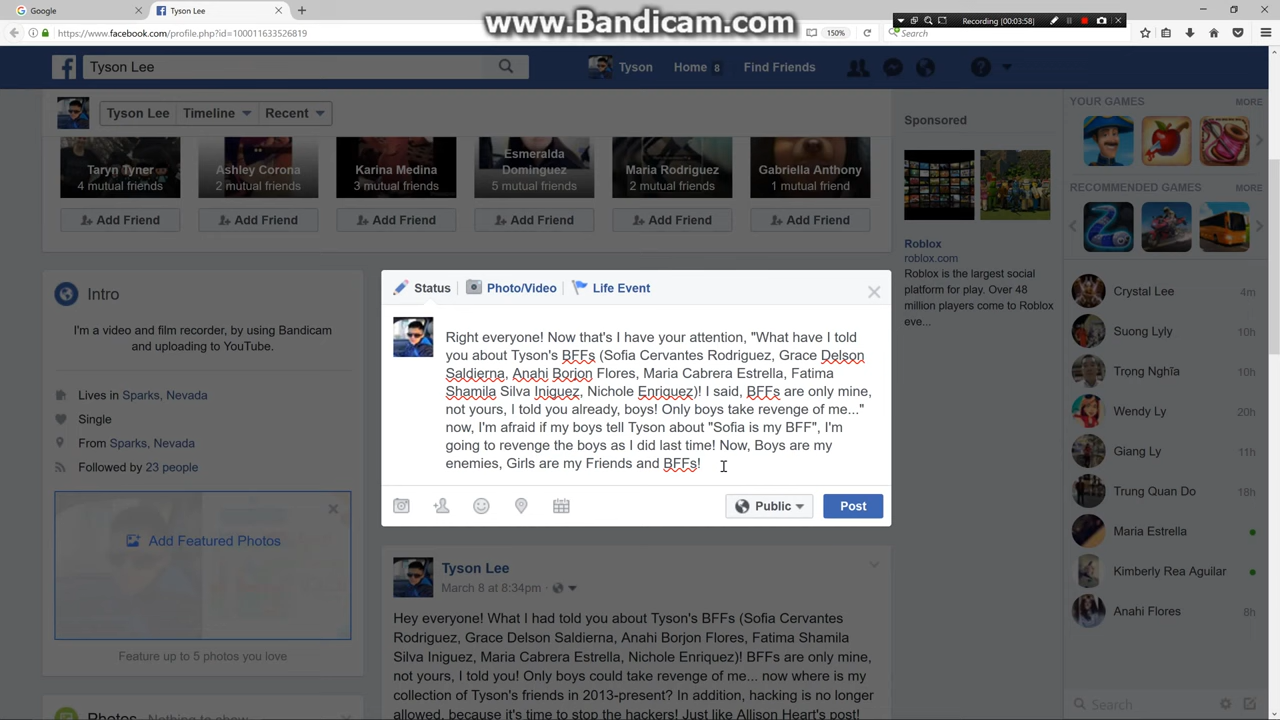 Google
Tyson Lee
www.Bandicam.com
Recording [00:03:58]
https://www.facebook.com/profile.php?id=100011633526819
150%
Search
Tyson Lee
Tyson
Home 8
Find Friends
Tyson Lee
Timeline
Recent
Taryn Tyner
4 mutual friends
Add Friend
Ashley Corona
2 mutual friends
Add Friend
Karina Medina
3 mutual friends
Add Friend
Esmeralda
Dominguez
5 mutual friends
Add Friend
Maria Rodriguez
2 mutual friends
Add Friend
Gabriella Anthony
1 mutual friend
Add Friend
Intro
I'm a video and film recorder, by using Bandicam
and uploading to YouTube.
Lives in Sparks, Nevada
Single
From Sparks, Nevada
Followed by 23 people
Add Featured Photos
Feature up to 5 photos you love
Photos Nothing to show
Status
Photo/Video
Life Event
Right everyone! Now that's I have your attention, "What have I told
you about Tyson's BFFs (Sofia Cervantes Rodriguez, Grace Delson
Saldierna, Anahi Borjon Flores, Maria Cabrera Estrella, Fatima
Shamila Silva Iniguez, Nichole Enriquez)! I said, BFFs are only mine,
not yours, I told you already, boys! Only boys take revenge of me..."
now, I'm afraid if my boys tell Tyson about "Sofia is my BFF", I'm
going to revenge the boys as I did last time! Now, Boys are my
enemies, Girls are my Friends and BFFs!
Public
Post
Tyson Lee
March 8 at 8:34pm
Hey everyone! What I had told you about Tyson's BFFs (Sofia Cervantes
Rodriguez, Grace Delson Saldierna, Anahi Borjon Flores, Fatima Shamila
Silva Iniguez, Maria Cabrera Estrella, Nichole Enriquez)! BFFs are only mine,
not yours, I told you! Only boys could take revenge of me... now where is my
collection of Tyson's friends in 2013-present? In addition, hacking is no longer
allowed, because it's time to stop the hackers! Just like Allison Heart's post!
Sponsored
Roblox
roblox.com
Roblox is the largest social
platform for play. Over 48
million players come to Roblox
eve...
YOUR GAMES
MORE
RECOMMENDED GAMES
MORE
Crystal Lee 4m
Suong Lyly 10h
Trọng Nghĩa 10h
Wendy Ly 20h
Giang Ly 11h
Trung Quan Do 18h
Maria Estrella
Kimberly Rea Aguilar
Anahi Flores 8h
Search